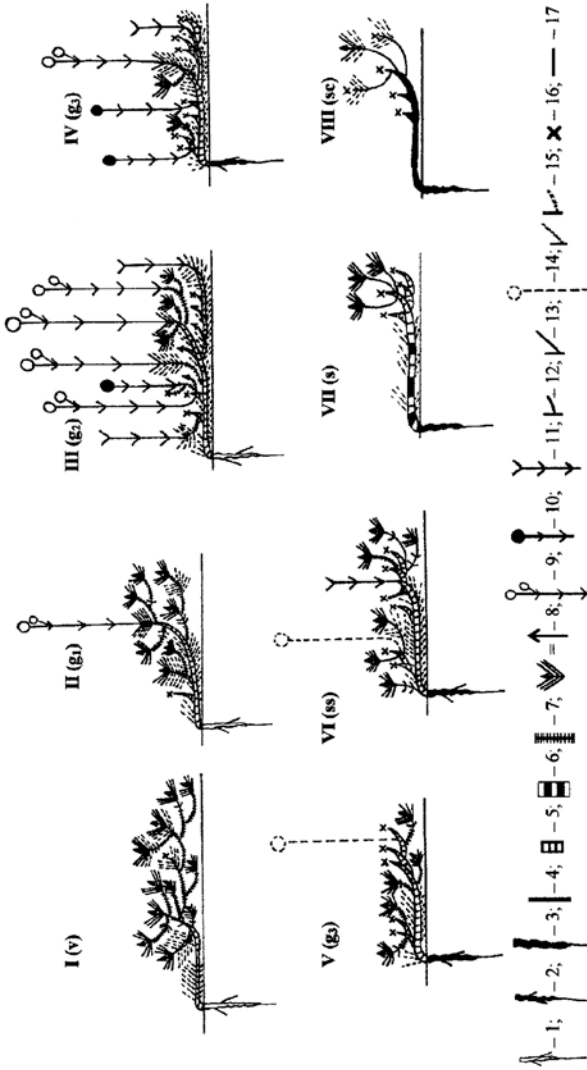 I (v)
II (g₁)
III (g₂)
IV (g₃)
V (g₃)
VI (ss)
VII (s)
VIII (sc)
– 1; – 2; – 3; – 4; – 5; – 6; – 7; = – 8; – 9; – 10; – 11; – 12; – 13; – 14; – 15; – 16; – 17